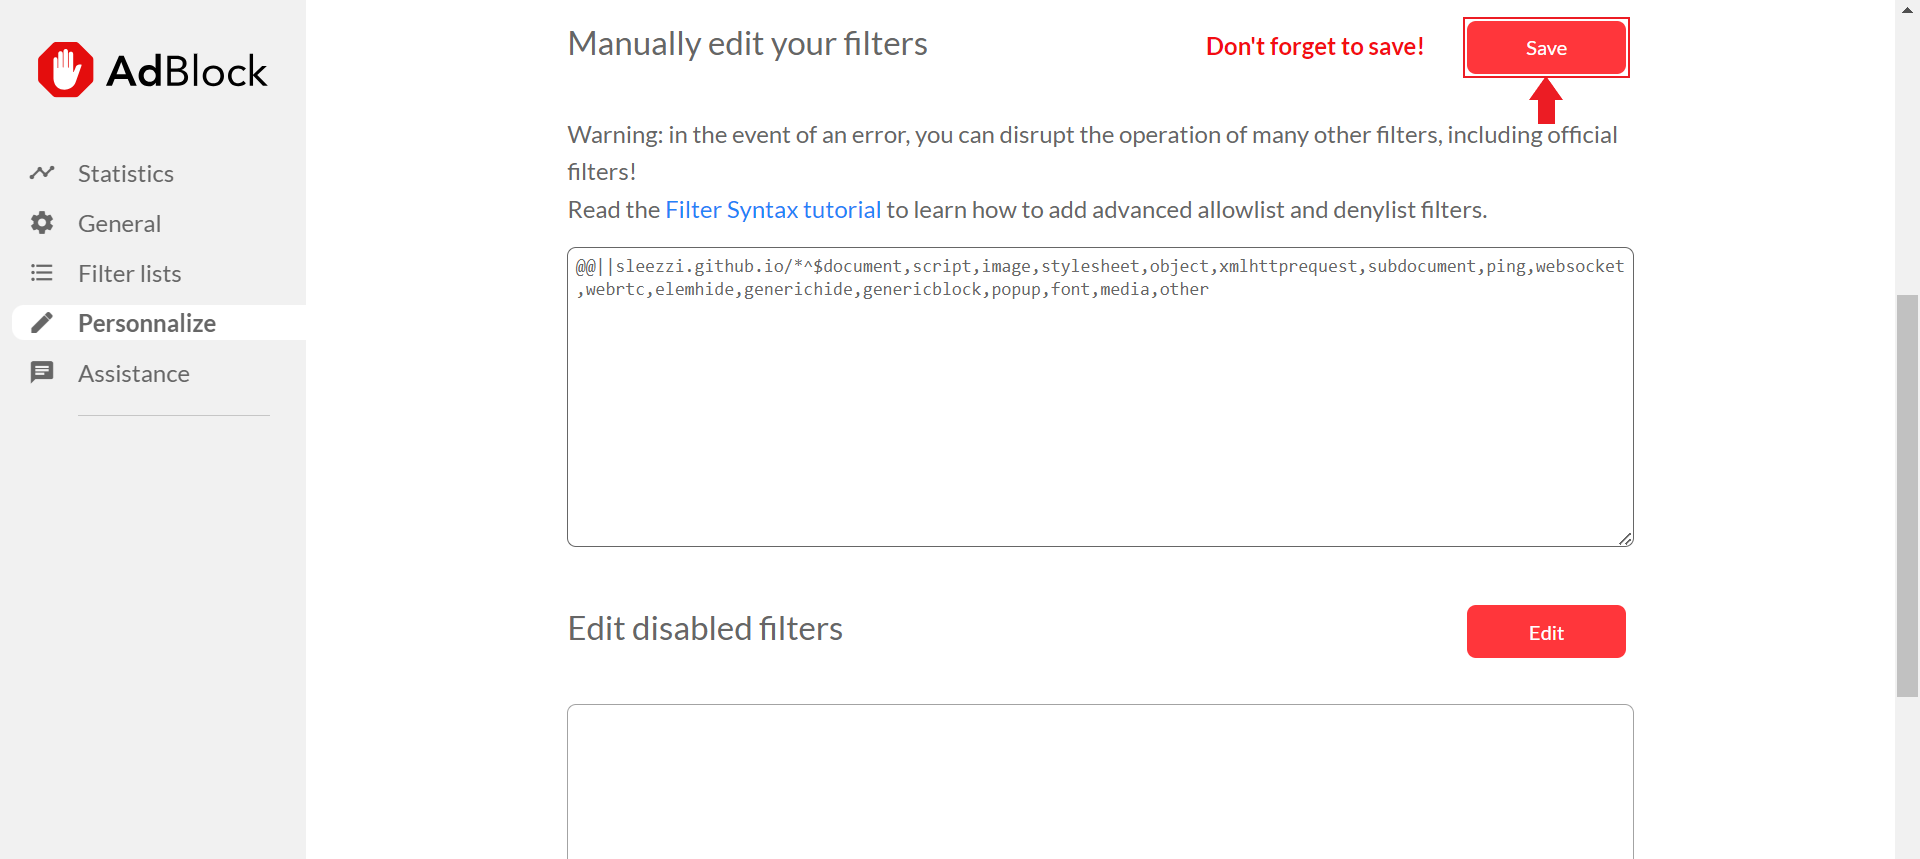 AdBlock
Statistics
General
Filter lists
Personnalize
Assistance
Manually edit your filters
Don't forget to save!
Save
Warning: in the event of an error, you can disrupt the operation of many other filters, including official
filters!
Read the Filter Syntax tutorial to learn how to add advanced allowlist and denylist filters.
@@||sleezzi.github.io/*^$document,script,image,stylesheet,object,xmlhttprequest,subdocument,ping,websocket
,webrtc,elemhide,generichide,genericblock,popup,font,media,other
Edit disabled filters
Edit